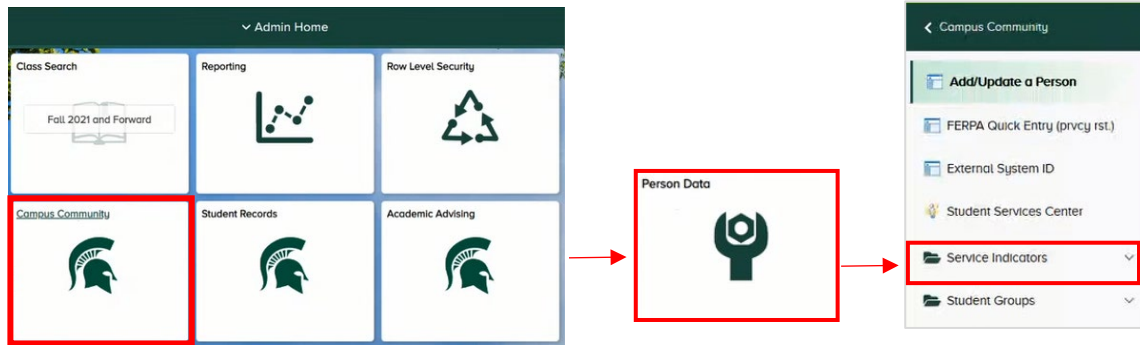 Admin Home
Class Search
Fall 2021 and Forward
Reporting
Row Level Security
Campus Community
Student Records
Academic Advising
Person Data
Campus Community
Add/Update a Person
FERPA Quick Entry (prvcy rst.)
External System ID
Student Services Center
Service Indicators
Student Groups